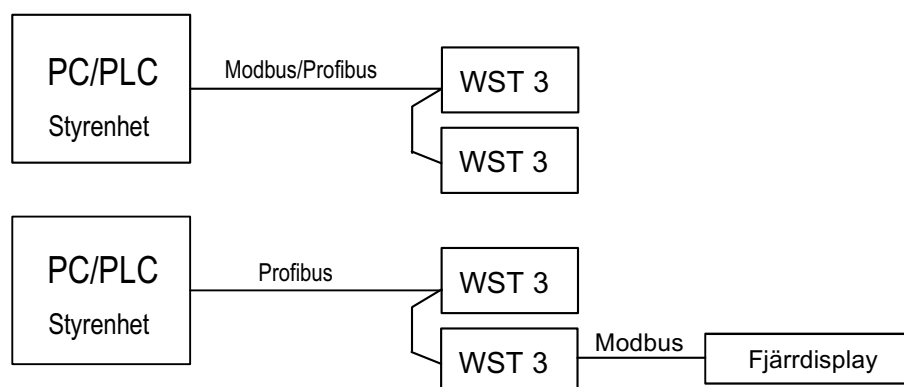 PC/PLC
Styrenhet
Modbus/Profibus
WST 3
WST 3
PC/PLC
Styrenhet
Profibus
WST 3
WST 3
Modbus
Fjärrdisplay